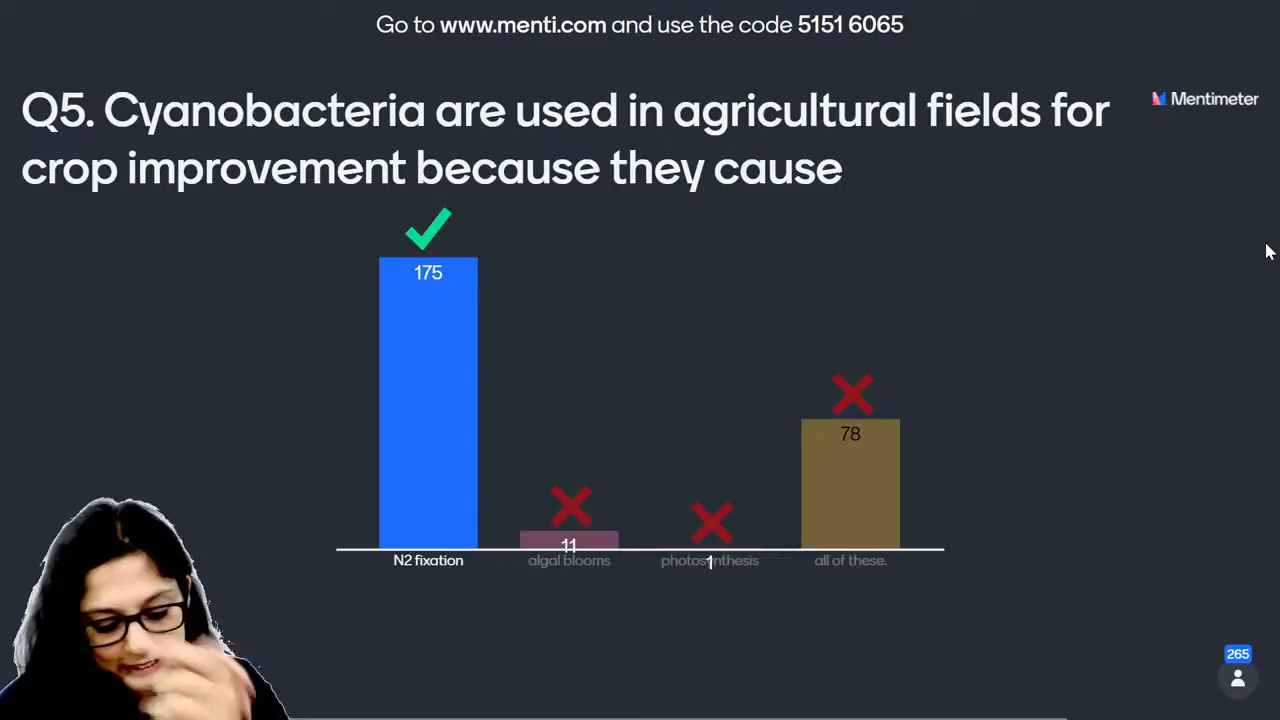 Go to www.menti.com and use the code 5151 6065
Mentimeter
Q5. Cyanobacteria are used in agricultural fields for
crop improvement because they cause
175
78
11
1
N2 fixation
algal blooms
photosynthesis
all of these.
265